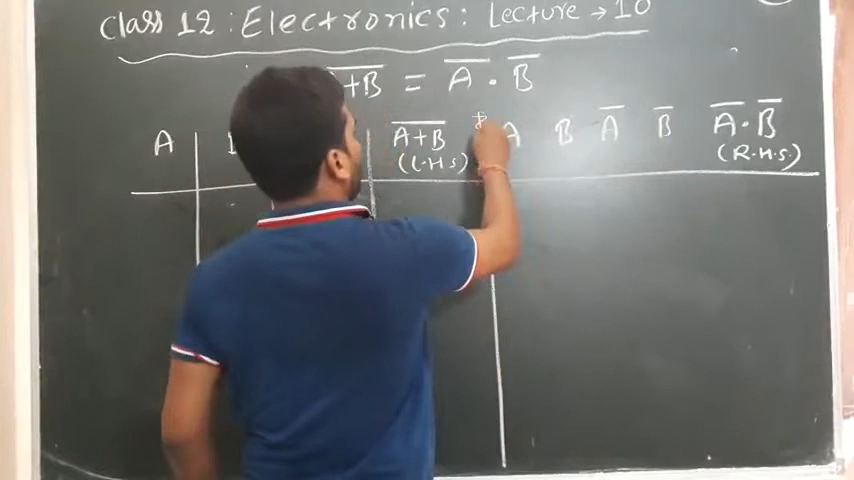 Class 12 : Electronics : Lecture → 10
+B̅ = A̅ · B̅
A A̅+̅B̅ A B A̅ B̅ A̅ · B̅
(L·H·S) (R·H·S)